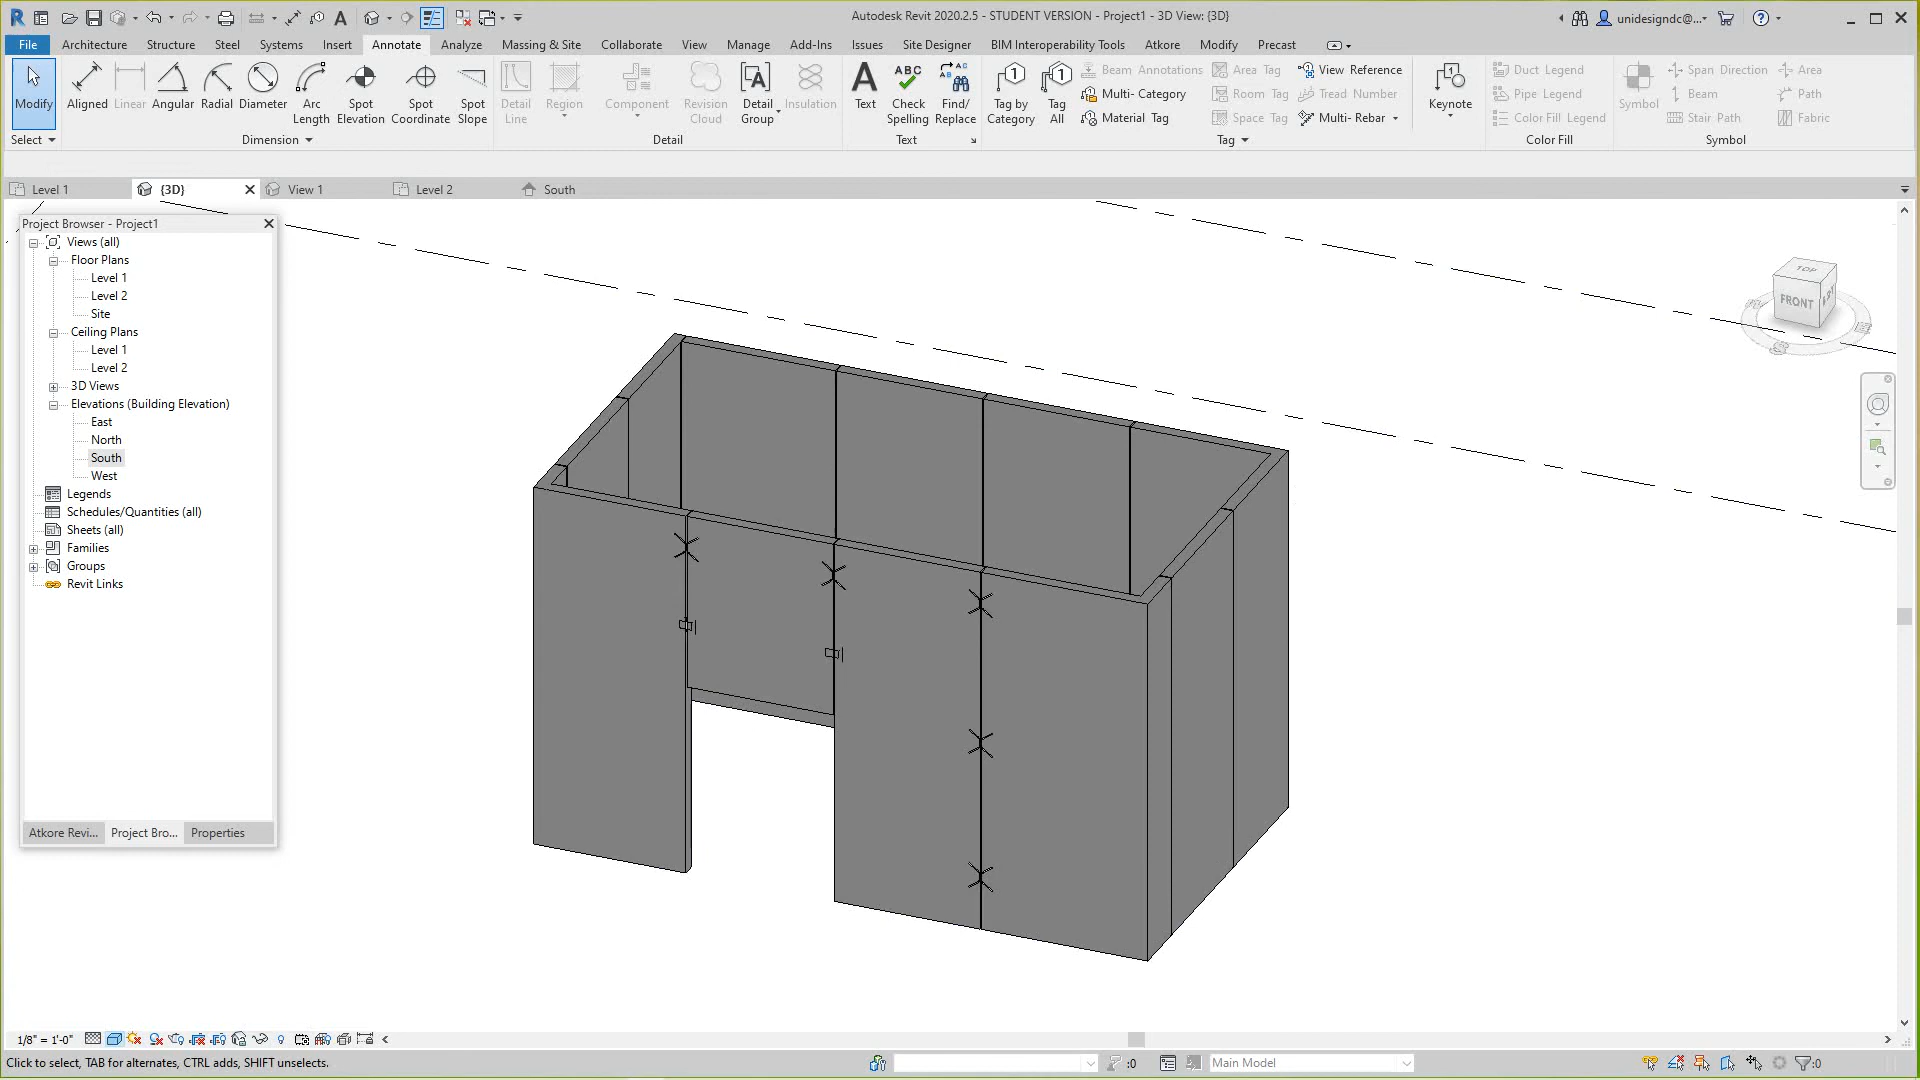 Autodesk Revit 2020.2.5 - STUDENT VERSION - Project1 - 3D View: {3D}
unidesigndc@...
File Architecture Structure Steel Systems Insert Annotate Analyze Massing & Site Collaborate View Manage Add-Ins Issues Site Designer BIM Interoperability Tools Atkore Modify Precast
Modify
Aligned
Linear
Angular
Radial
Diameter
Arc
Length
Spot
Elevation
Spot
Coordinate
Spot
Slope
Detail
Line
Region
Component
Revision
Cloud
Detail
Group
Insulation
Text
ABC
Check
Spelling
Find/
Replace
Tag by
Category
Tag
All
Beam Annotations
Multi- Category
Material Tag
Area Tag
Room Tag
Space Tag
View Reference
Tread Number
Multi- Rebar
Keynote
Duct Legend
Pipe Legend
Color Fill Legend
Symbol
Span Direction
Beam
Stair Path
Area
Path
Fabric
Select
Dimension
Detail
Text
Tag
Color Fill
Symbol
Level 1
{3D}
View 1
Level 2
South
Project Browser - Project1
Views (all)
Floor Plans
Level 1
Level 2
Site
Ceiling Plans
Level 1
Level 2
3D Views
Elevations (Building Elevation)
East
North
South
West
Legends
Schedules/Quantities (all)
Sheets (all)
Families
Groups
Revit Links
Atkore Revi... Project Bro... Properties
TOP
FRONT
1/8" = 1'-0"
Click to select, TAB for alternates, CTRL adds, SHIFT unselects.
:0
Main Model
:0